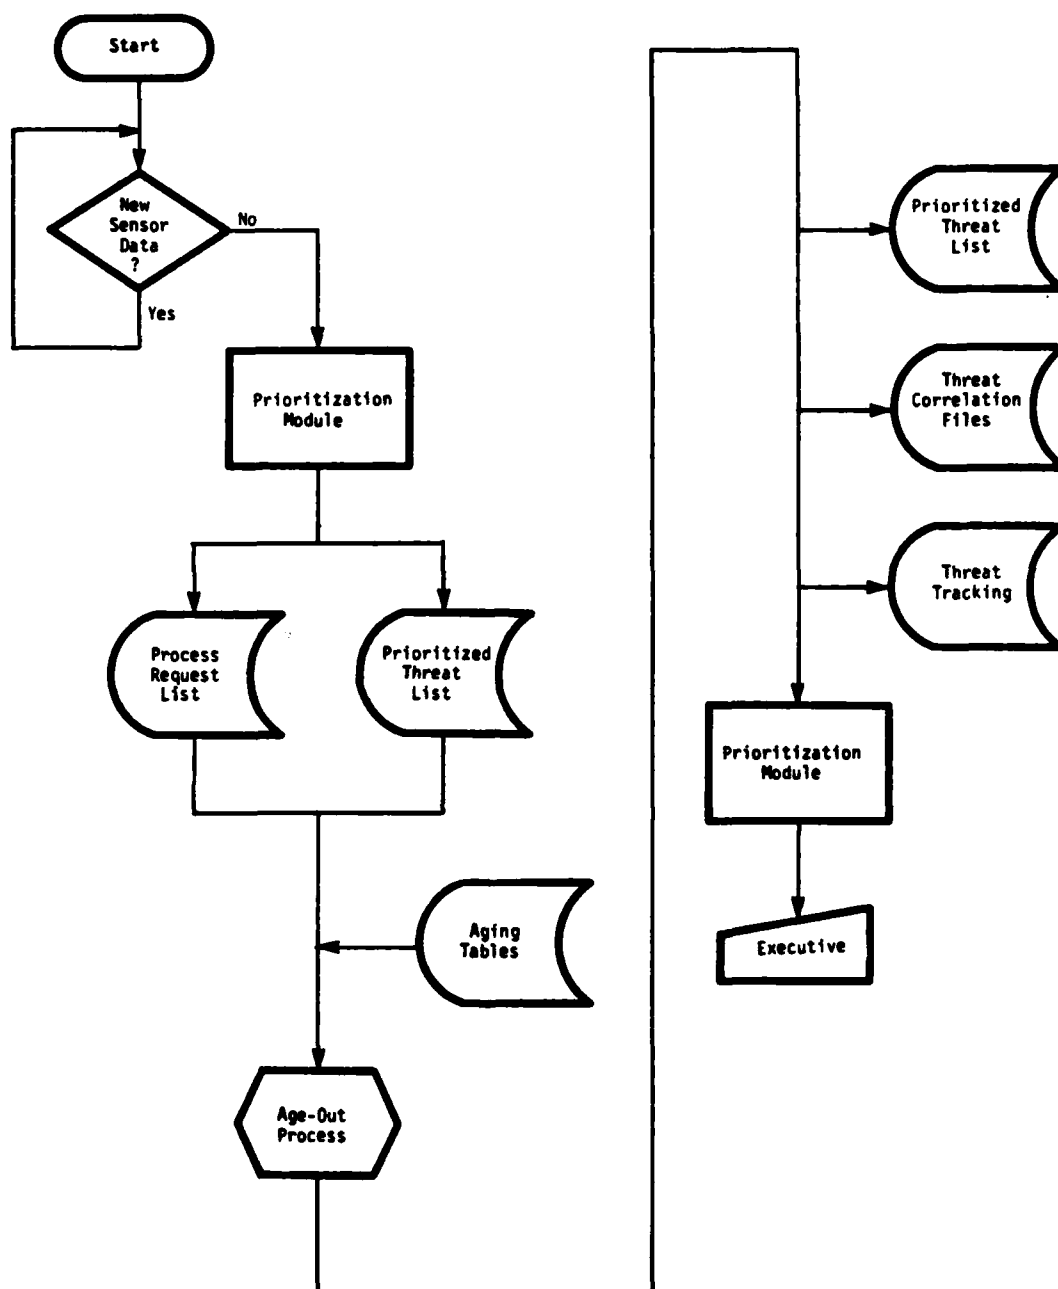 Start
New
Sensor
Data
?
No
Yes
Prioritization
Module
Process
Request
List
Prioritized
Threat
List
Aging
Tables
Age-Out
Process
Prioritized
Threat
List
Threat
Correlation
Files
Threat
Tracking
Prioritization
Module
Executive